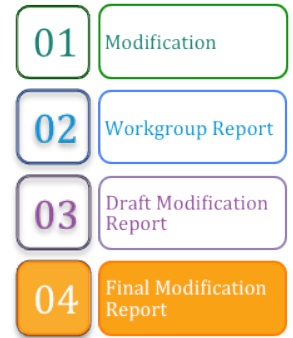 01
Modification
02
Workgroup Report
03
Draft Modification
Report
04
Final Modification
Report